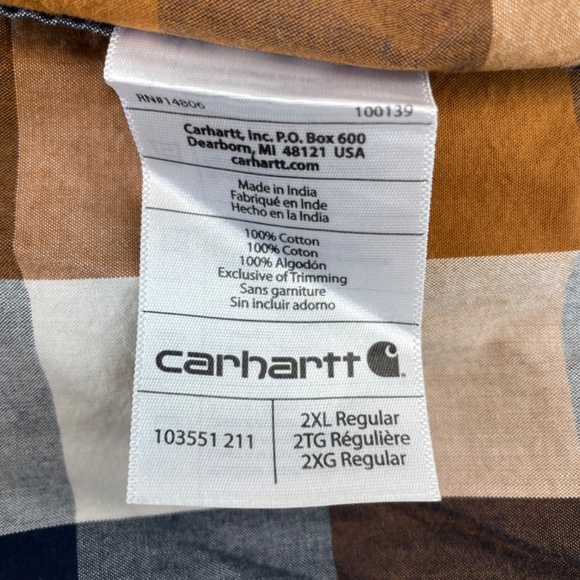 RN#14806 100139
Carhartt, Inc. P.O. Box 600
Dearborn, MI 48121 USA
carhartt.com
Made in India
Fabriqué en Inde
Hecho en la India
100% Cotton
100% Coton
100% Algodón
Exclusive of Trimming
Sans garniture
Sin incluir adorno
carhartt
103551 211
2XL Regular
2TG Régulière
2XG Regular